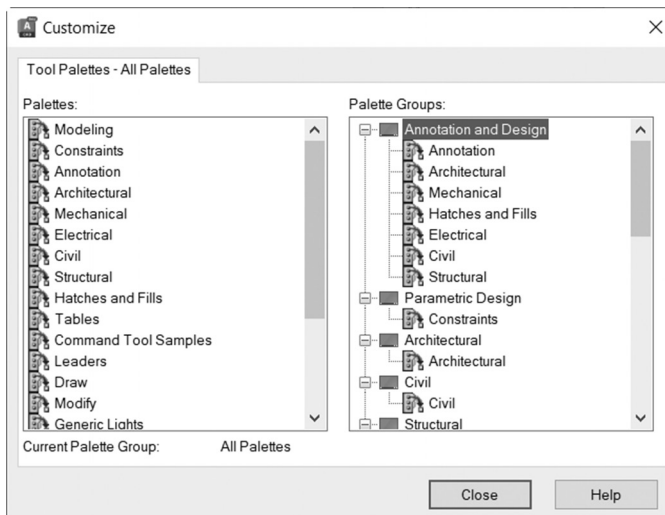 Customize
Tool Palettes - All Palettes
Palettes:
Modeling
Constraints
Annotation
Architectural
Mechanical
Electrical
Civil
Structural
Hatches and Fills
Tables
Command Tool Samples
Leaders
Draw
Modify
Generic Lights
Palette Groups:
Annotation and Design
Annotation
Architectural
Mechanical
Hatches and Fills
Electrical
Civil
Structural
Parametric Design
Constraints
Architectural
Architectural
Civil
Civil
Structural
Current Palette Group: All Palettes
Close
Help